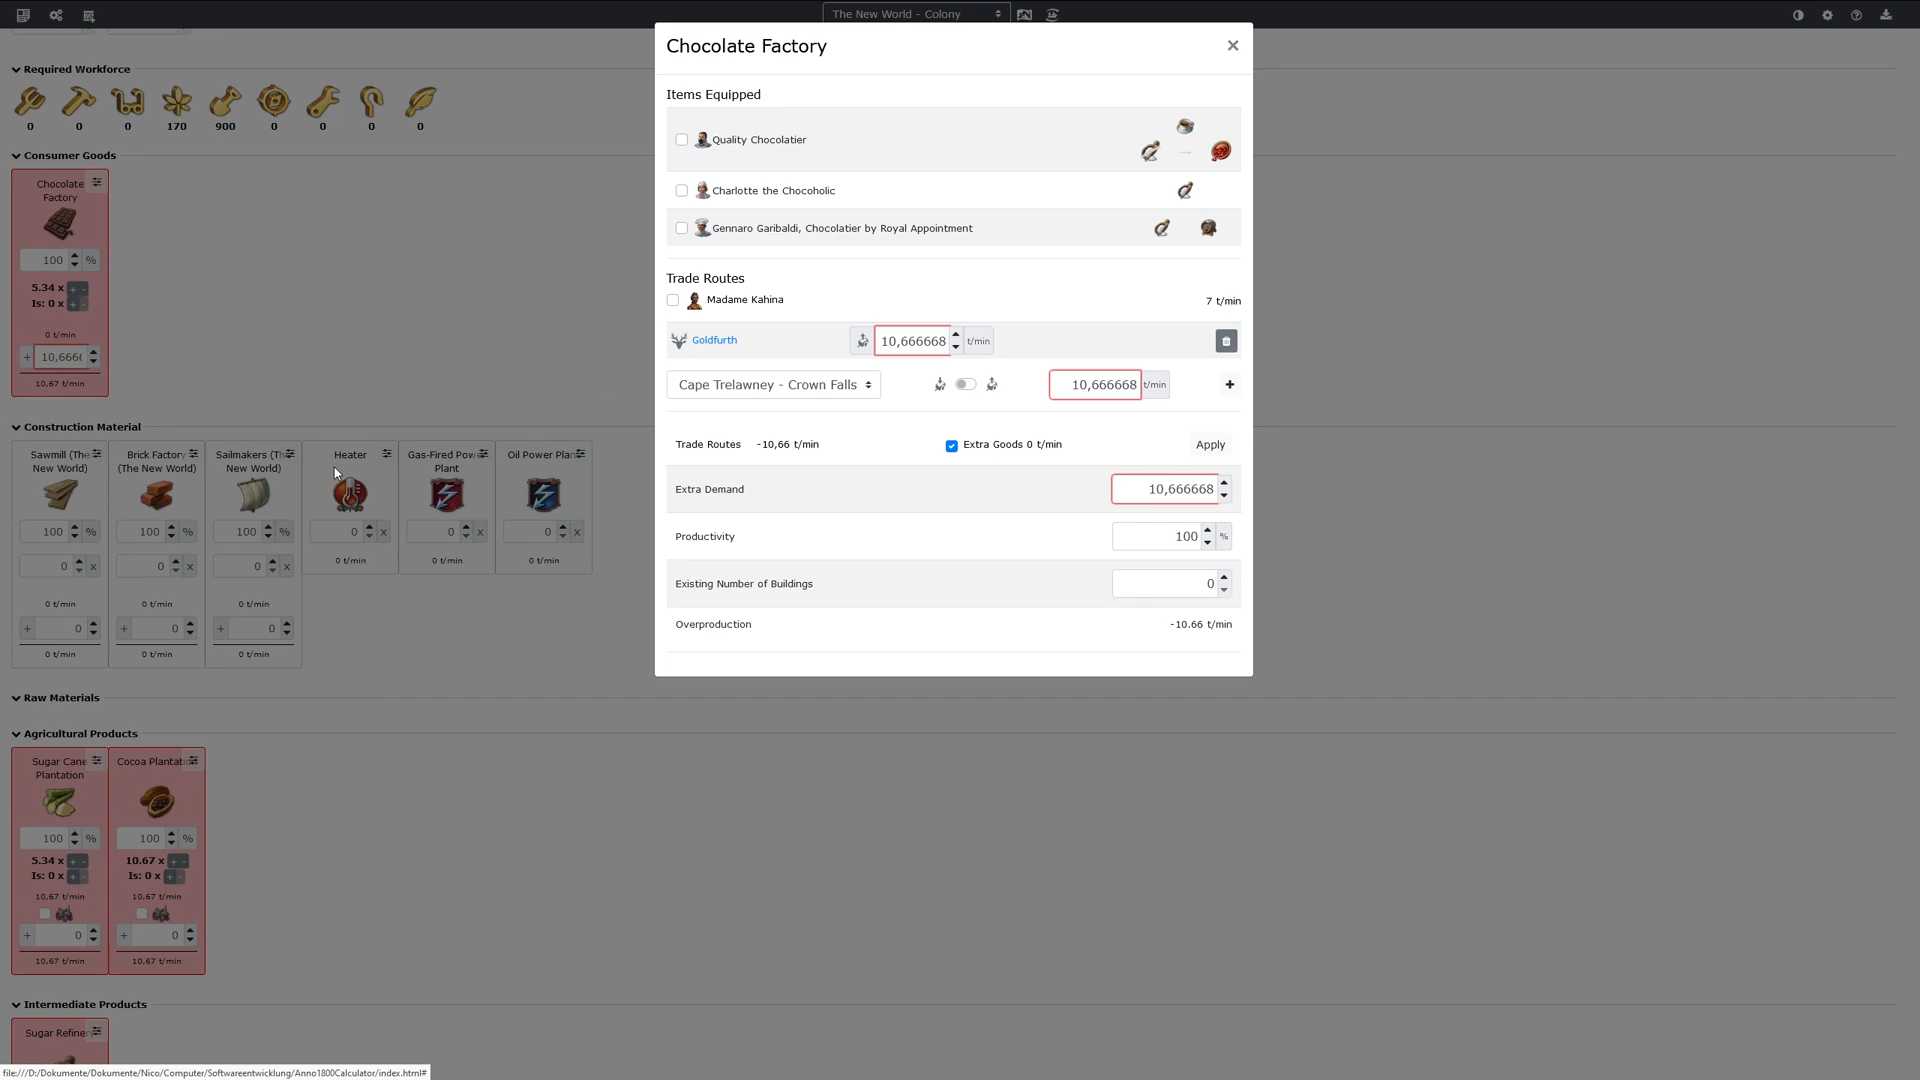 The New World - Colony
Required Workforce
0 0 0 170 900 0 0 0 0
Consumer Goods
Chocolate
Factory
100 %
5.34 x + -
Is: 0 x + -
0 t/min
+ 10,6666
10,67 t/min
Construction Material
Sawmill (The
New World)
100 %
0 x
0 t/min
+ 0
0 t/min
Brick Factory
(The New World)
100 %
0 x
0 t/min
+ 0
0 t/min
Sailmakers (Th
New World)
100 %
0 x
0 t/min
+ 0
0 t/min
Heater
0 x
0 t/min
Gas-Fired Pow
Plant
0 x
0 t/min
Oil Power Plan
0 x
0 t/min
Raw Materials
Agricultural Products
Sugar Cane
Plantation
100 %
5.34 x + -
Is: 0 x + -
10,67 t/min
+ 0
10,67 t/min
Cocoa Plantati
100 %
10.67 x + -
Is: 0 x + -
10,67 t/min
+ 0
10,67 t/min
Intermediate Products
Sugar Refiner
file:///D:/Dokumente/Dokumente/Nico/Computer/Softwareentwicklung/Anno1800Calculator/index.html#
Chocolate Factory ×
Items Equipped
Quality Chocolatier
Charlotte the Chocoholic
Gennaro Garibaldi, Chocolatier by Royal Appointment
Trade Routes
Madame Kahina 7 t/min
Goldfurth 10,666668 t/min
Cape Trelawney - Crown Falls 10,666668 t/min +
Trade Routes -10,66 t/min Extra Goods 0 t/min Apply
Extra Demand 10,666668
Productivity 100 %
Existing Number of Buildings 0
Overproduction -10.66 t/min